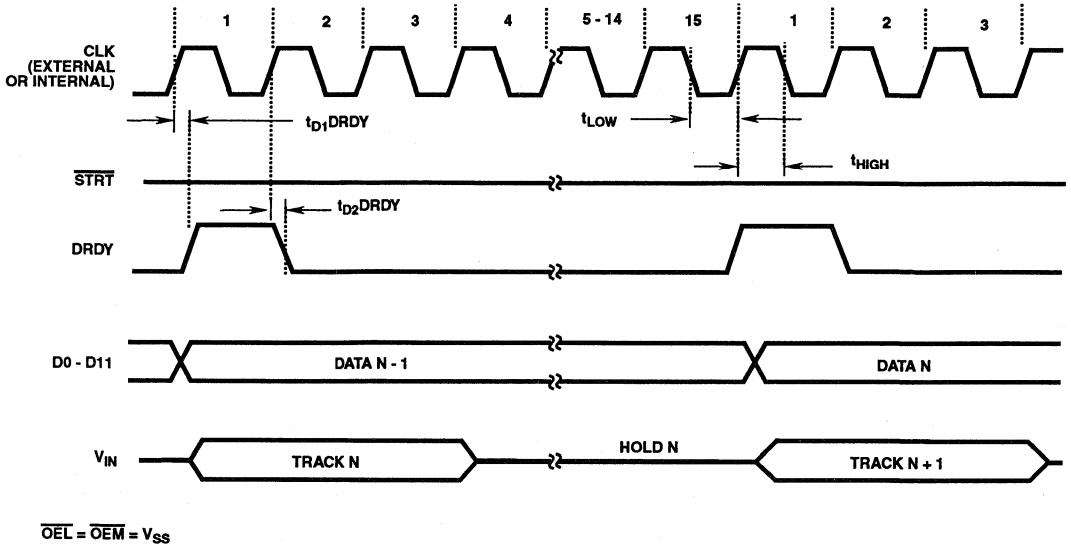 1 2 3 4 5 - 14 15 1 2 3
CLK
(EXTERNAL
OR INTERNAL)
tD1DRDY
tLOW
tHIGH
STRT
tD2DRDY
DRDY
D0 - D11
DATA N - 1
DATA N
VIN
TRACK N
HOLD N
TRACK N + 1
OEL = OEM = VSS